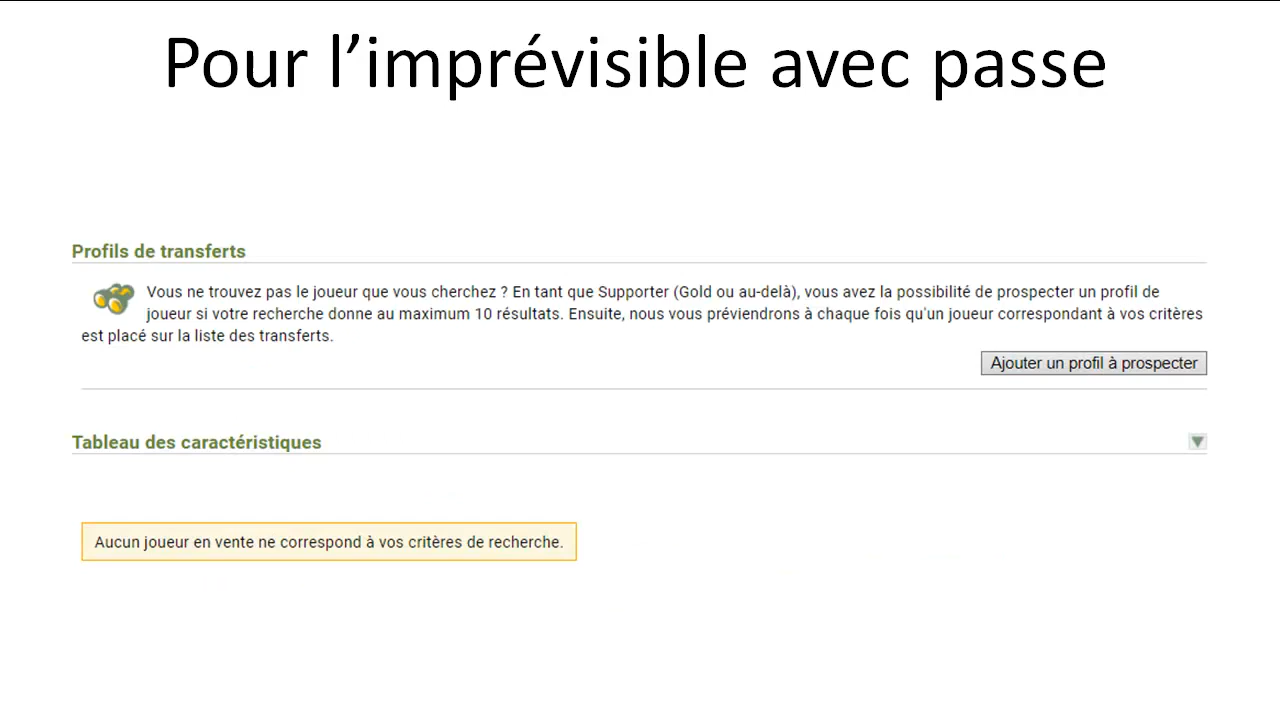 Pour l’imprévisible avec passe
Profils de transferts
Vous ne trouvez pas le joueur que vous cherchez ? En tant que Supporter (Gold ou au-delà), vous avez la possibilité de prospecter un profil de
joueur si votre recherche donne au maximum 10 résultats. Ensuite, nous vous préviendrons à chaque fois qu'un joueur correspondant à vos critères
est placé sur la liste des transferts.
Ajouter un profil à prospecter
Tableau des caractéristiques
Aucun joueur en vente ne correspond à vos critères de recherche.